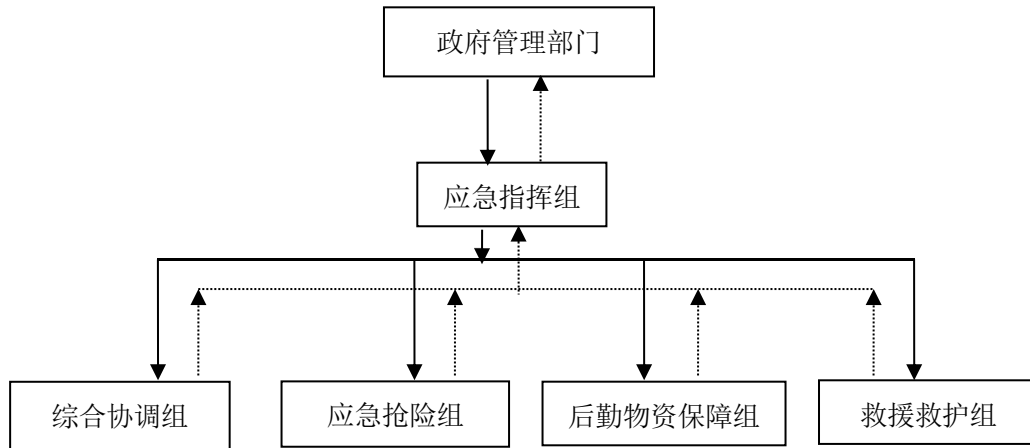 政府管理部门
应急指挥组
综合协调组
应急抢险组
后勤物资保障组
救援救护组